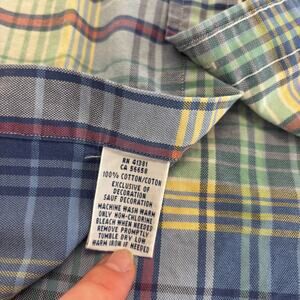 RN 41381
CA 56658
100% COTTON/COTON
EXCLUSIVE OF
DECORATION
SAUF DECORATION
MACHINE WASH WARM
ONLY NON-CHLORINE
BLEACH WHEN NEEDED
REMOVE PROMPTLY
TUMBLE DRY LOW
WARM IRON IF NEEDED